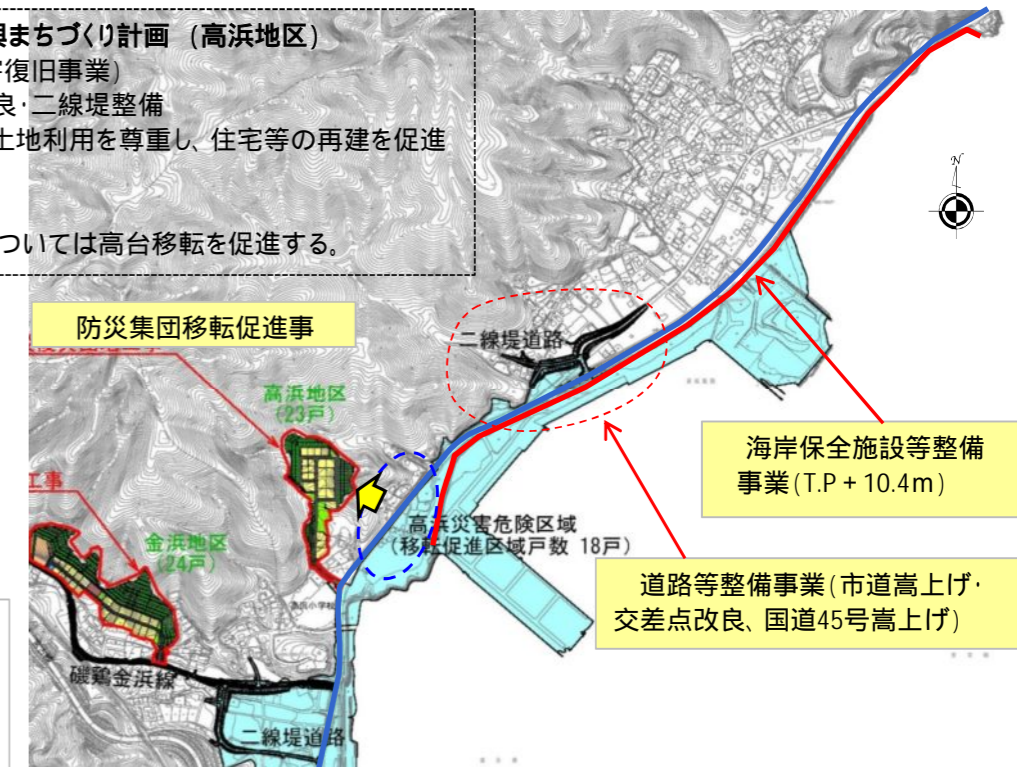 まちづくり計画 (高浜地区)
復旧事業)
良・二線堤整備
土地利用を尊重し、住宅等の再建を促進
ついては高台移転を促進する。
N
防災集団移転促進事
二線堤道路
高浜地区
(23戸)
海岸保全施設等整備
事業(T.P + 10.4m)
工事
金浜地区
(24戸)
高浜災害危険区域
(移転促進区域戸数 18戸)
道路等整備事業(市道嵩上げ・
交差点改良、国道45号嵩上げ)
高浜小学校
磯鶏金浜線
二線堤道路